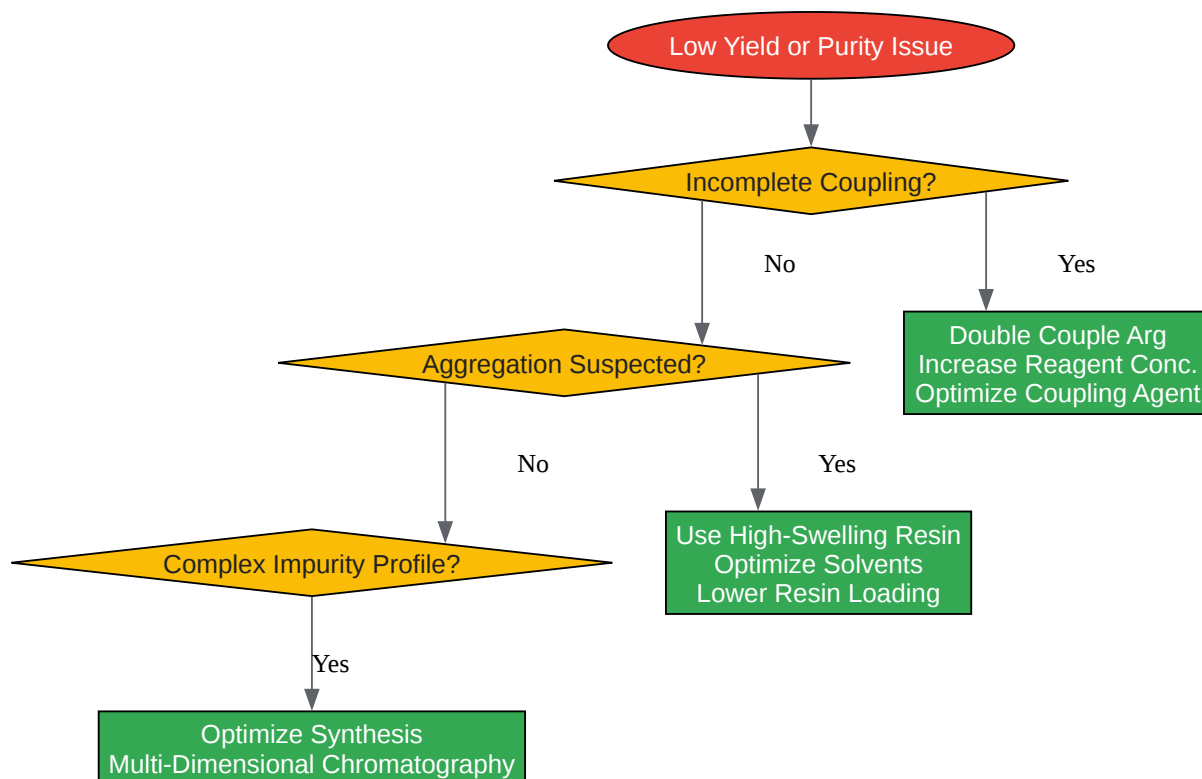 Low Yield or Purity Issue
Incomplete Coupling?
No
Yes
Double Couple Arg
Increase Reagent Conc.
Optimize Coupling Agent
Aggregation Suspected?
No
Yes
Use High-Swelling Resin
Optimize Solvents
Lower Resin Loading
Complex Impurity Profile?
Yes
Optimize Synthesis
Multi-Dimensional Chromatography